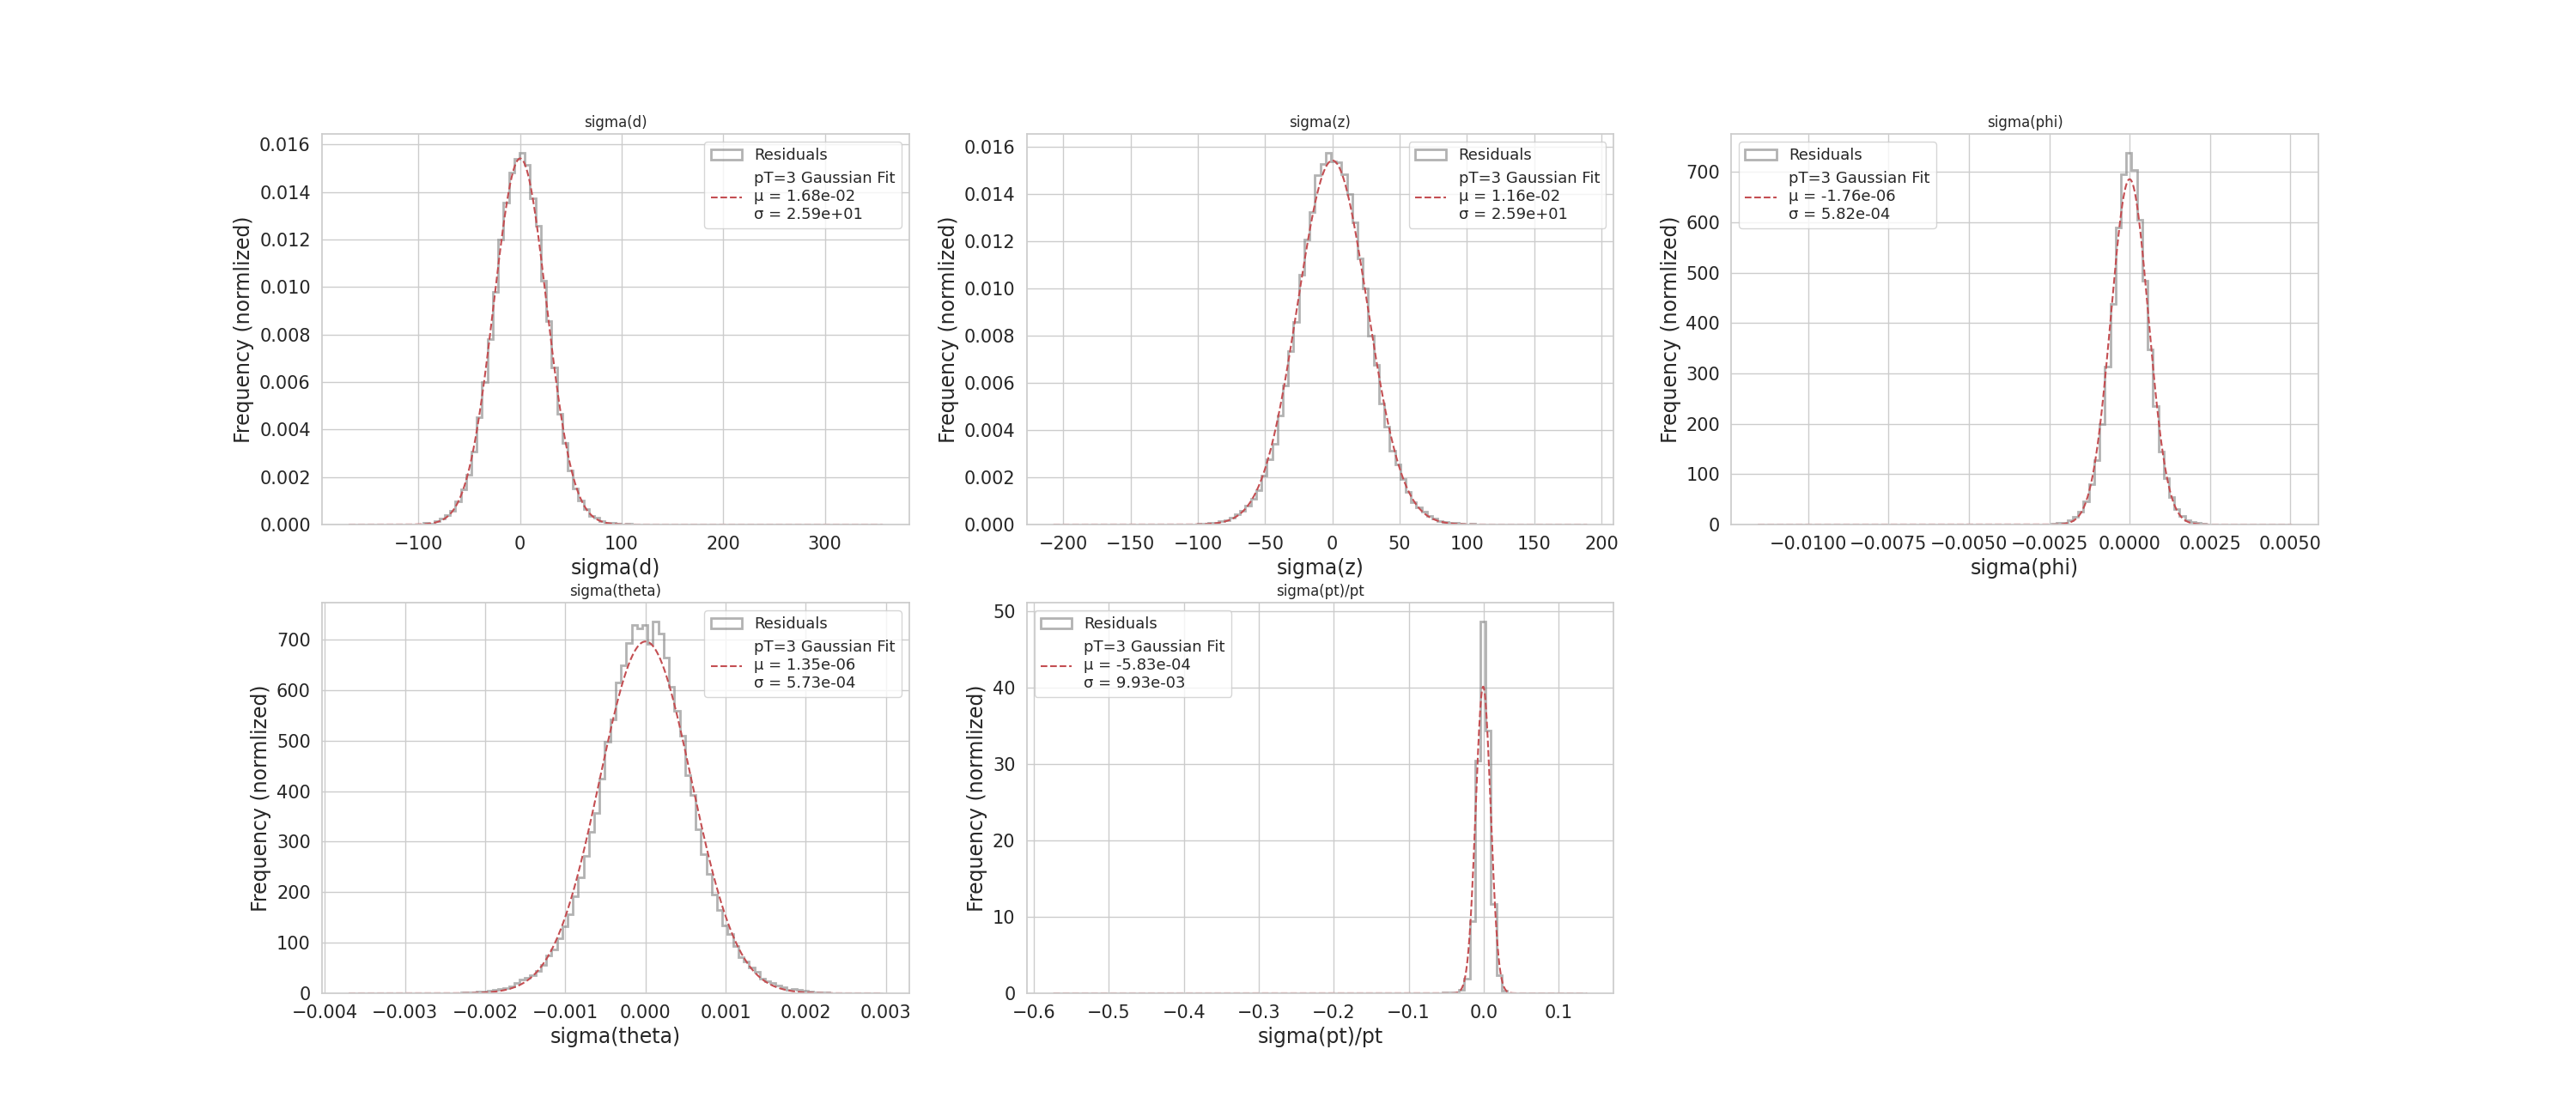 sigma(d)
0.016
0.014
0.012
0.010
0.008
0.006
0.004
0.002
0.000
Frequency (normlized)
Residuals
pT=3 Gaussian Fit
μ = 1.68e-02
σ = 2.59e+01
−100 0 100 200 300
sigma(d)
sigma(z)
0.016
0.014
0.012
0.010
0.008
0.006
0.004
0.002
0.000
Frequency (normlized)
Residuals
pT=3 Gaussian Fit
μ = 1.16e-02
σ = 2.59e+01
−200 −150 −100 −50 0 50 100 150 200
sigma(z)
sigma(phi)
700
600
500
400
300
200
100
0
Frequency (normlized)
Residuals
pT=3 Gaussian Fit
μ = -1.76e-06
σ = 5.82e-04
−0.0100 −0.0075 −0.0050 −0.0025 0.0000 0.0025 0.0050
sigma(phi)
sigma(theta)
700
600
500
400
300
200
100
0
Frequency (normlized)
Residuals
pT=3 Gaussian Fit
μ = 1.35e-06
σ = 5.73e-04
−0.004 −0.003 −0.002 −0.001 0.000 0.001 0.002 0.003
sigma(theta)
sigma(pt)/pt
50
40
30
20
10
0
Frequency (normlized)
Residuals
pT=3 Gaussian Fit
μ = -5.83e-04
σ = 9.93e-03
−0.6 −0.5 −0.4 −0.3 −0.2 −0.1 0.0 0.1
sigma(pt)/pt